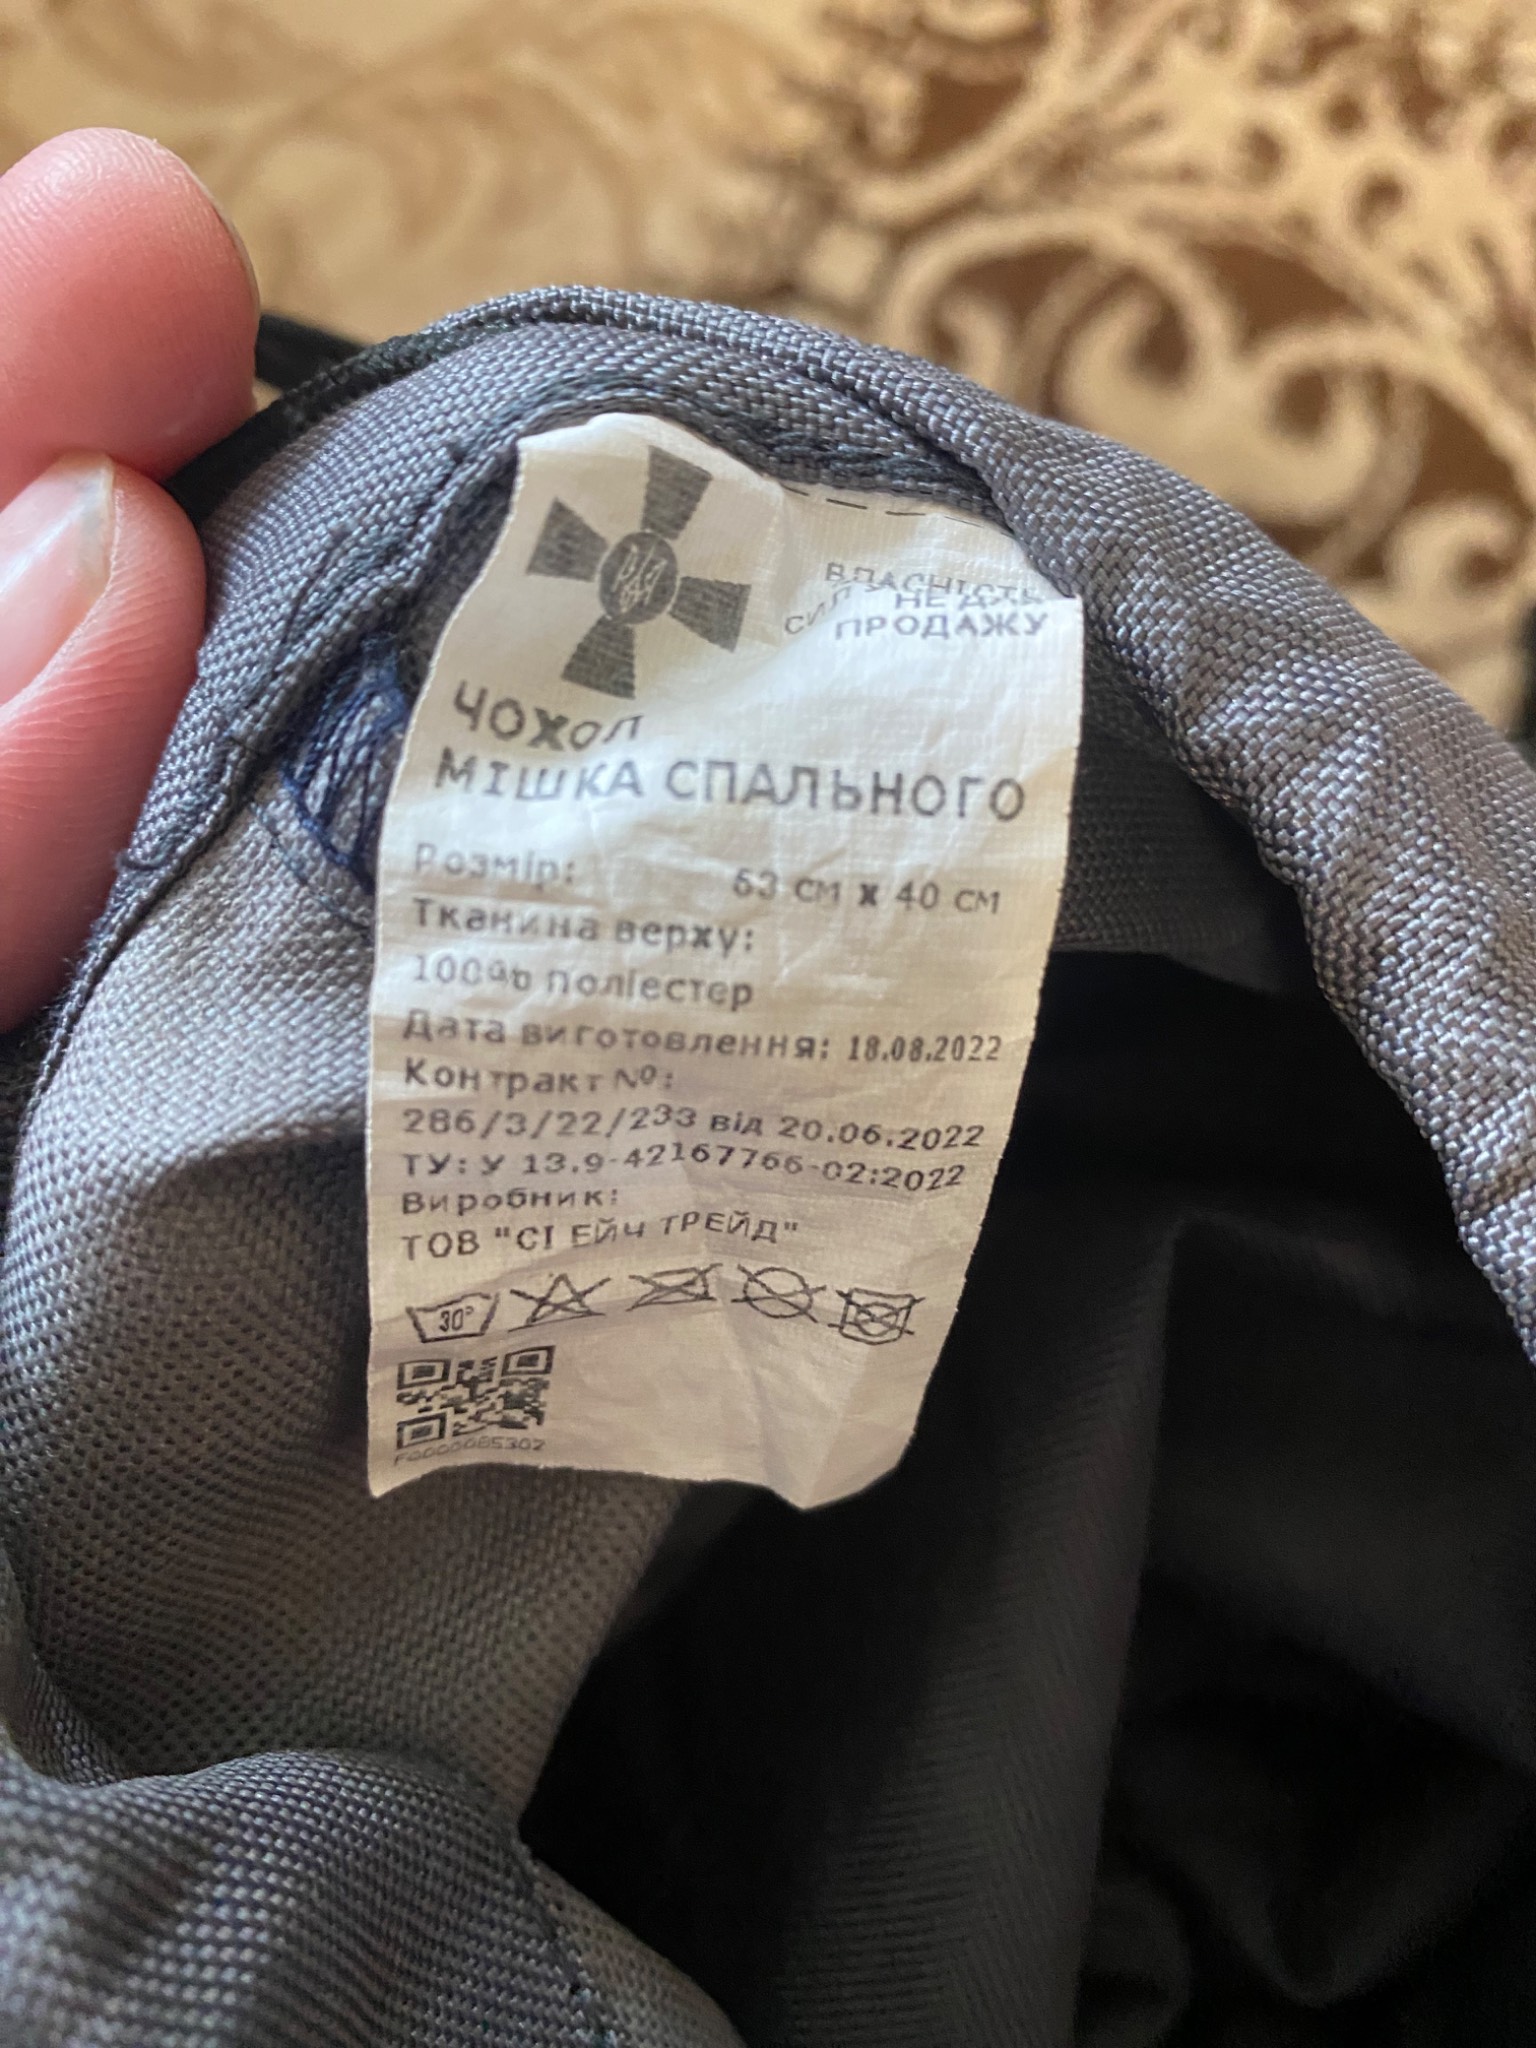 ВЛАСНІСТЬ
НЕ ДЛЯ
ПРОДАЖУ
ЧОХОЛ
МІШКА СПАЛЬНОГО
Розмір: 63 см х 40 см
Тканина верху:
100% поліестер
Дата виготовлення: 18.08.2022
Контракт №:
286/3/22/233 від 20.06.2022
ТУ: У 13.9-42167766-02:2022
Виробник:
ТОВ "СІ ЕЙЧ ТРЕЙД"
30°